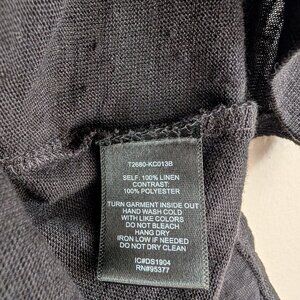 T2680-KC013B
SELF: 100% LINEN
CONTRAST
100% POLYESTER
TURN GARMENT INSIDE OUT
HAND WASH COLD
WITH LIKE COLORS
DO NOT BLEACH
HANG DRY
IRON LOW IF NEEDED
DO NOT DRY CLEAN
IC#DS1904
RN#95377